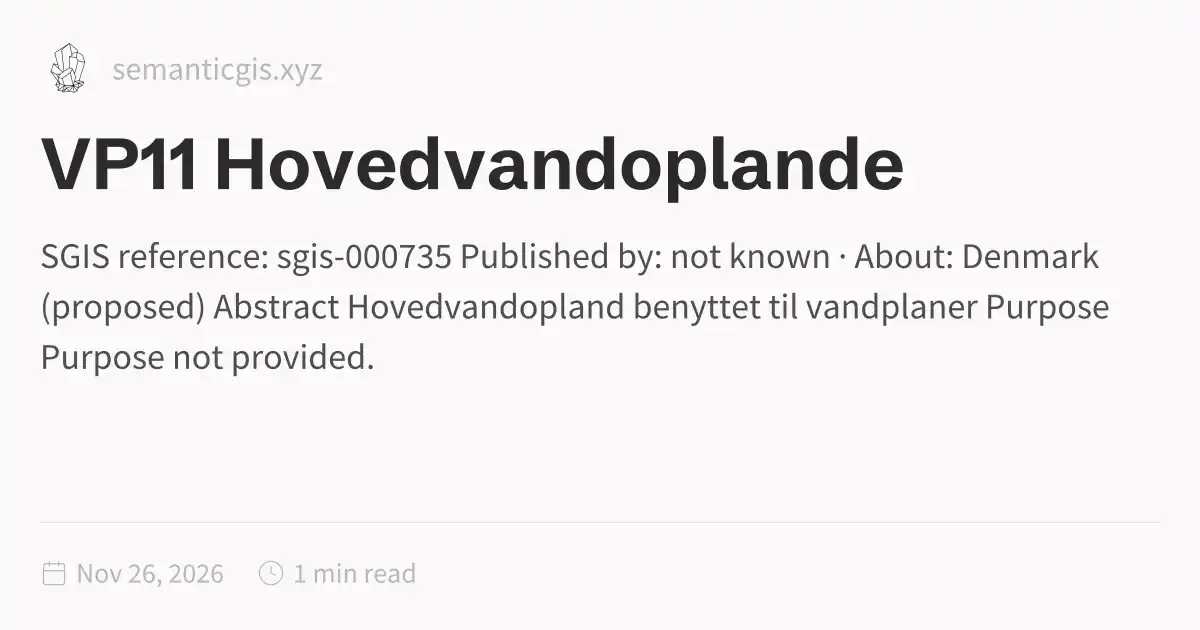 semanticgis.xyz
VP11 Hovedvandoplande
SGIS reference: sgis-000735 Published by: not known · About: Denmark
(proposed) Abstract Hovedvandopland benyttet til vandplaner Purpose
Purpose not provided.
Nov 26, 2026 1 min read